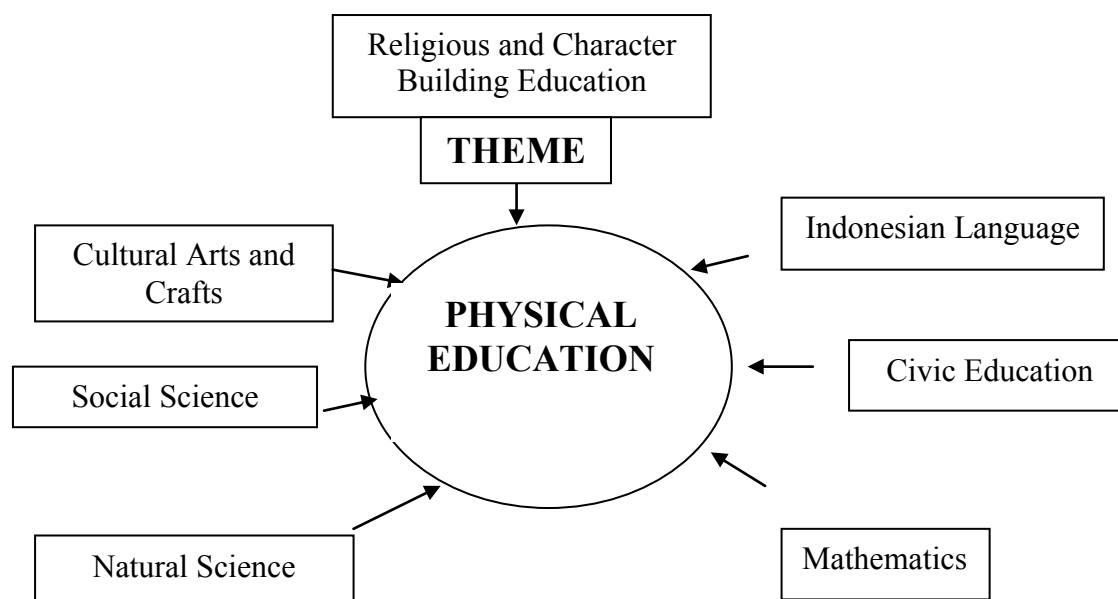 Religious and Character
Building Education
THEME
Indonesian Language
Cultural Arts and
Crafts
PHYSICAL
EDUCATION
Civic Education
Social Science
Natural Science
Mathematics